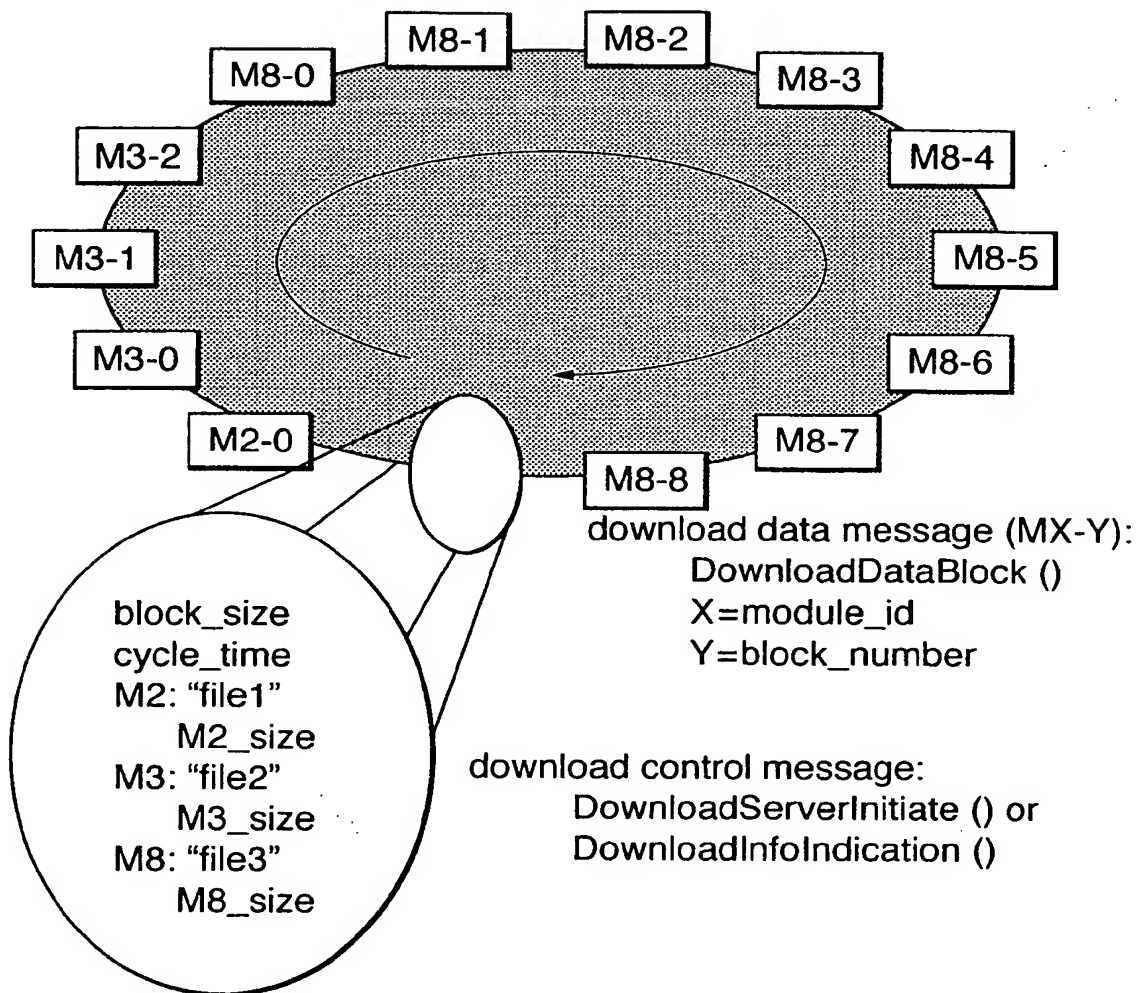 M8-1
M8-2
M8-0
M8-3
M3-2
M8-4
M3-1
M8-5
M3-0
M8-6
M2-0
M8-7
M8-8
download data message (MX-Y):
DownloadDataBlock ()
X=module_id
Y=block_number
block_size
cycle_time
M2: “file1”
M2_size
M3: “file2”
M3_size
M8: “file3”
M8_size
download control message:
DownloadServerInitiate () or
DownloadInfoIndication ()